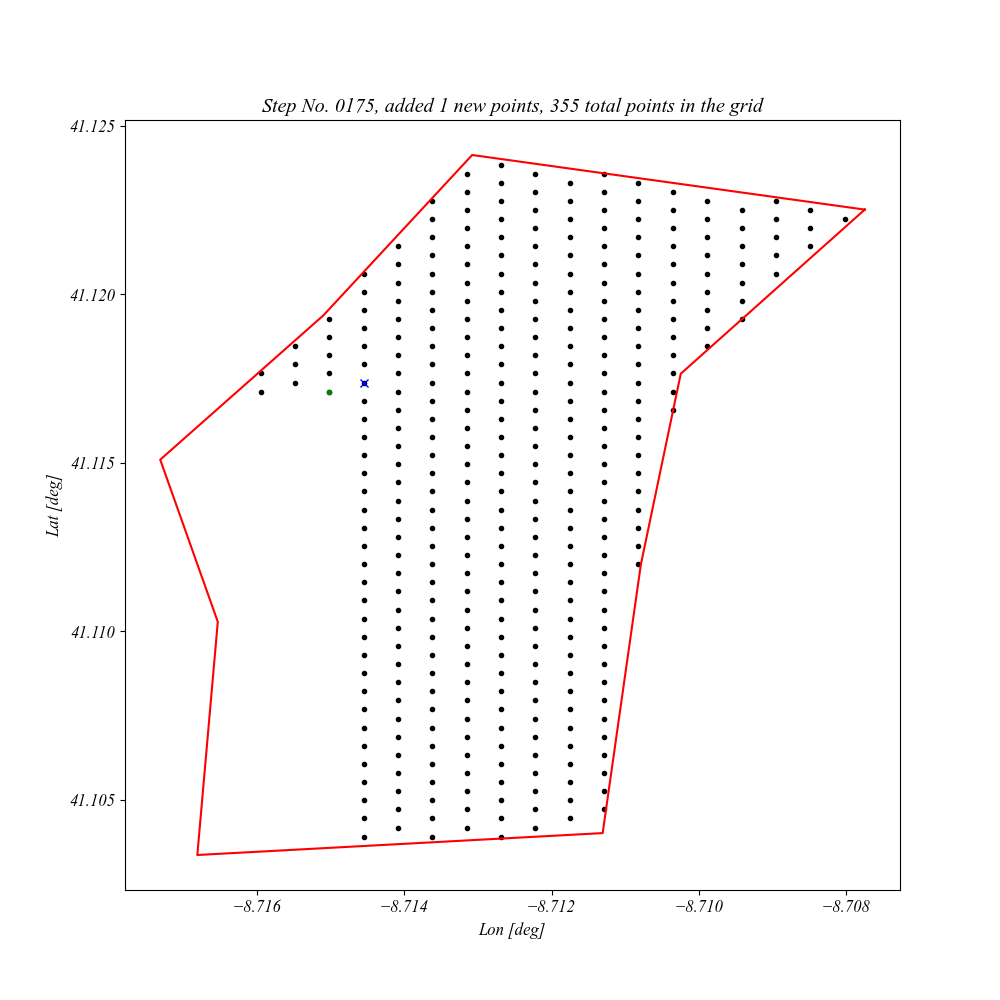 Step No. 0175, added 1 new points, 355 total points in the grid
41.125
41.120
41.115
41.110
41.105
Lat [deg]
−8.716 −8.714 −8.712 −8.710 −8.708
Lon [deg]